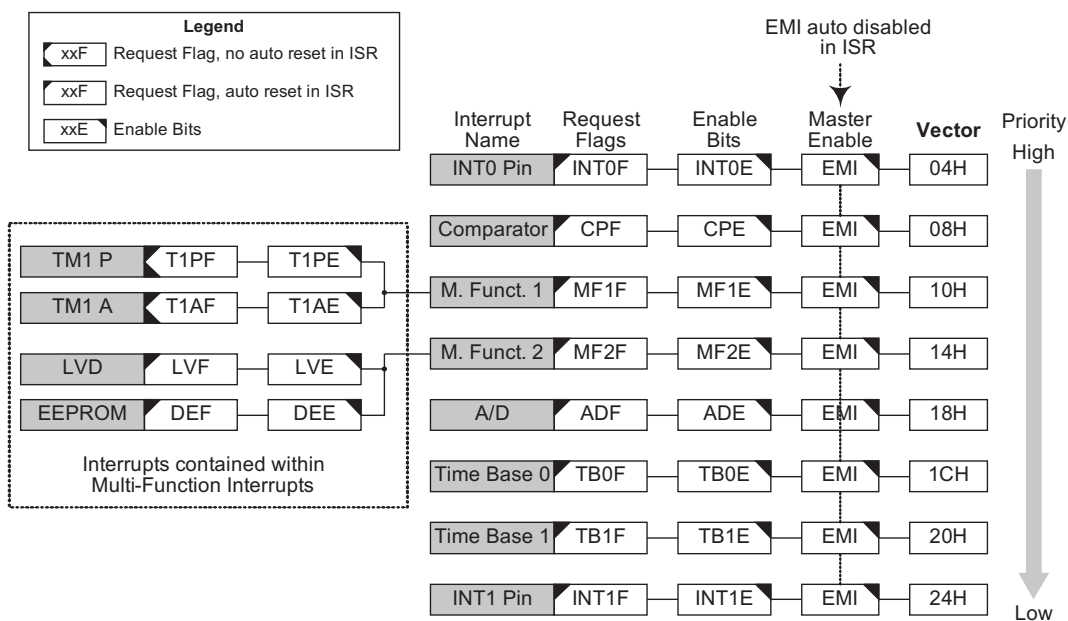 Legend
xxF Request Flag, no auto reset in ISR
xxF Request Flag, auto reset in ISR
xxE Enable Bits
EMI auto disabled
in ISR
Interrupt Name Request Flags Enable Bits Master Enable Vector Priority
High
INT0 Pin INT0F INT0E EMI 04H
Comparator CPF CPE EMI 08H
TM1 P T1PF T1PE
TM1 A T1AF T1AE
M. Funct. 1 MF1F MF1E EMI 10H
M. Funct. 2 MF2F MF2E EMI 14H
LVD LVF LVE
EEPROM DEF DEE
A/D ADF ADE EMI 18H
Interrupts contained within
Multi-Function Interrupts
Time Base 0 TB0F TB0E EMI 1CH
Time Base 1 TB1F TB1E EMI 20H
INT1 Pin INT1F INT1E EMI 24H
Low